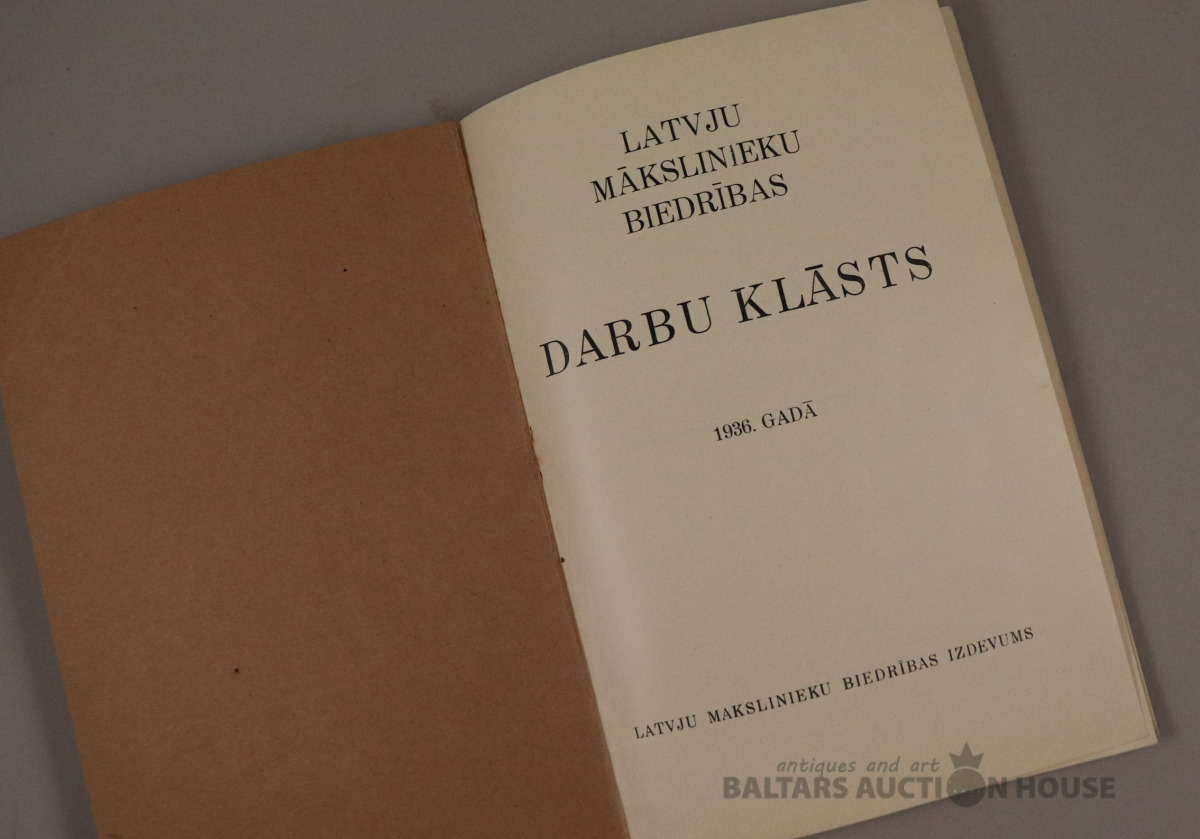 LATVJU
MĀKSLINIEKU
BIEDRĪBAS
DARBU KLĀSTS
1936. GADĀ
LATVJU MAKSLINIEKU BIEDRĪBAS IZDEVUMS
antiques and art
BALTARS AUCTION HOUSE